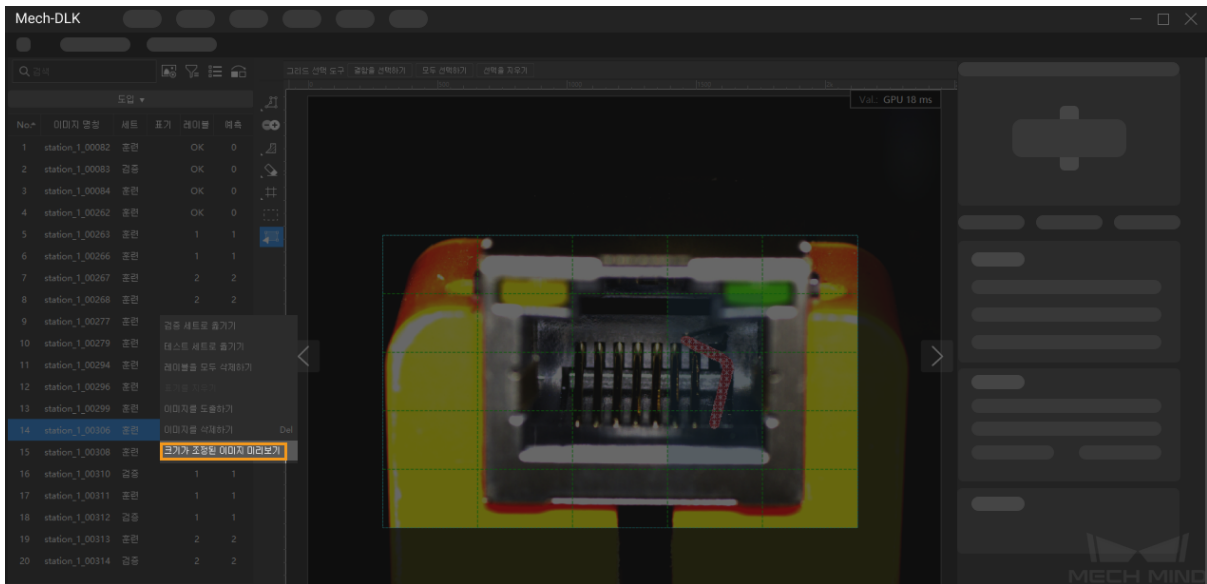 Mech-DLK
검색
그리드 선택 도구 결함을 선택하기 모두 선택하기 선택을 지우기
도입
Val.: GPU 18 ms
No. 이미지 명칭 세트 표기 레이블 예측
1 station_1_00082 훈련 OK 0
2 station_1_00083 검증 OK 0
3 station_1_00084 훈련 OK 0
4 station_1_00262 훈련 OK 0
5 station_1_00263 훈련 1 1
6 station_1_00266 훈련 1 1
7 station_1_00267 훈련 2 2
8 station_1_00268 훈련 2 2
9 station_1_00277 훈련
10 station_1_00279 훈련
11 station_1_00294 훈련
12 station_1_00296 훈련
13 station_1_00299 훈련
14 station_1_00306 훈련
15 station_1_00308 훈련
16 station_1_00310 검증 1 1
17 station_1_00311 훈련 1 1
18 station_1_00312 검증 1 1
19 station_1_00313 훈련 2 2
20 station_1_00314 검증 2 2
검증 세트로 옮기기
테스트 세트로 옮기기
레이블을 모두 삭제하기
이미지를 도출하기
이미지를 삭제하기 Del
크기가 조정된 이미지 미리보기
MECH MIND